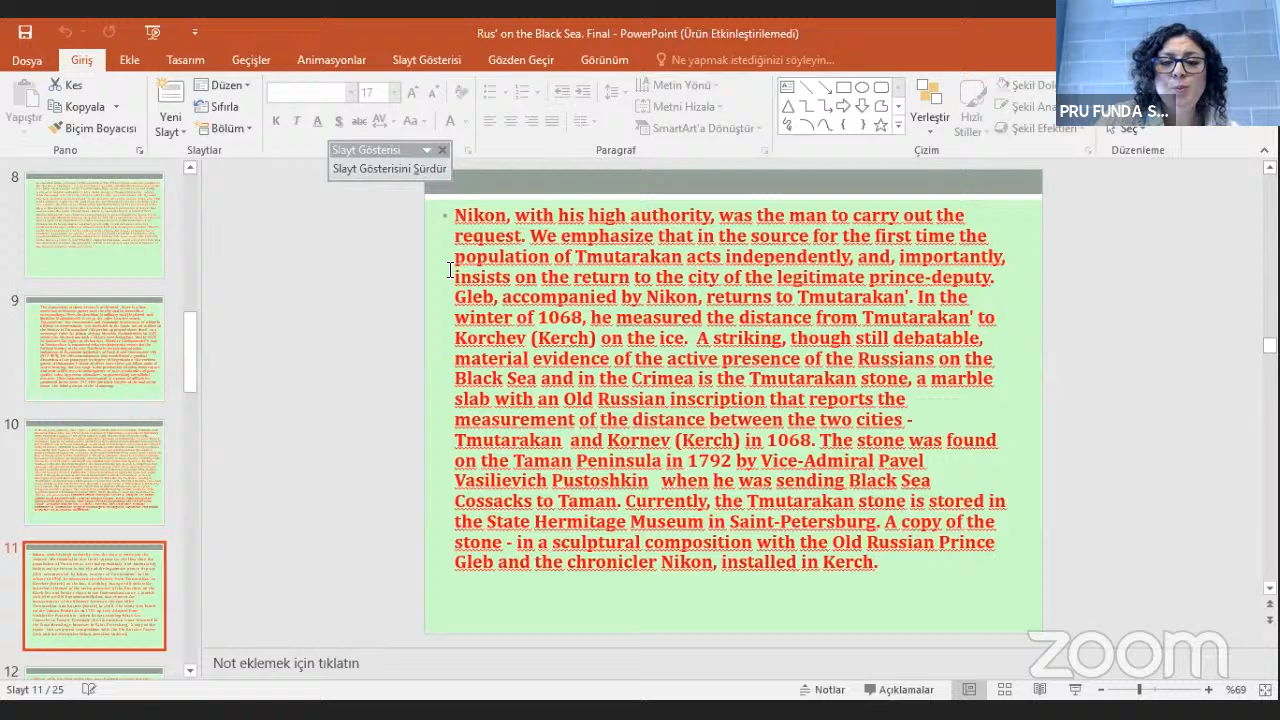 Rus' on the Black Sea. Final - PowerPoint (Ürün Etkinleştirilemedi)
Dosya Giriş Ekle Tasarım Geçişler Animasyonlar Slayt Gösterisi Gözden Geçir Görünüm Ne yapmak istediğinizi söyleyin...
PRU FUNDA S...
Yapıştır
Kes
Kopyala
Biçim Boyacısı
Pano
Yeni
Slayt
Düzen
Sıfırla
Bölüm
Slaytlar
17
K T A S abc AV Aa A
Metin Yönü
Metni Hizala
SmartArt'a Dönüştür
Paragraf
Yerleştir
Hızlı
Stiller
Şekil Dol
Şekil Ana
Şekil Efektleri
Çizim
Seç
Düzenleme
Slayt Gösterisi
Slayt Gösterisini Sürdür
8
9
10
11
12
Nikon, with his high authority, was the man to carry out the
request. We emphasize that in the source for the first time the
population of Tmutarakan acts independently, and, importantly,
insists on the return to the city of the legitimate prince-deputy.
Gleb, accompanied by Nikon, returns to Tmutarakan'. In the
winter of 1068, he measured the distance from Tmutarakan' to
Korchev (Kerch) on the ice. A striking, though still debatable,
material evidence of the active presence of the Russians on the
Black Sea and in the Crimea is the Tmutarakan stone, a marble
slab with an Old Russian inscription that reports the
measurement of the distance between the two cities -
Tmutarakan and Kornev (Kerch) in 1068. The stone was found
on the Taman Peninsula in 1792 by Vice-Admiral Pavel
Vasilievich Pustoshkin when he was sending Black Sea
Cossacks to Taman. Currently, the Tmutarakan stone is stored in
the State Hermitage Museum in Saint-Petersburg. A copy of the
stone - in a sculptural composition with the Old Russian Prince
Gleb and the chronicler Nikon, installed in Kerch.
zoom
Not eklemek için tıklatın
Slayt 11 / 25
Notlar
Açıklamalar
%69